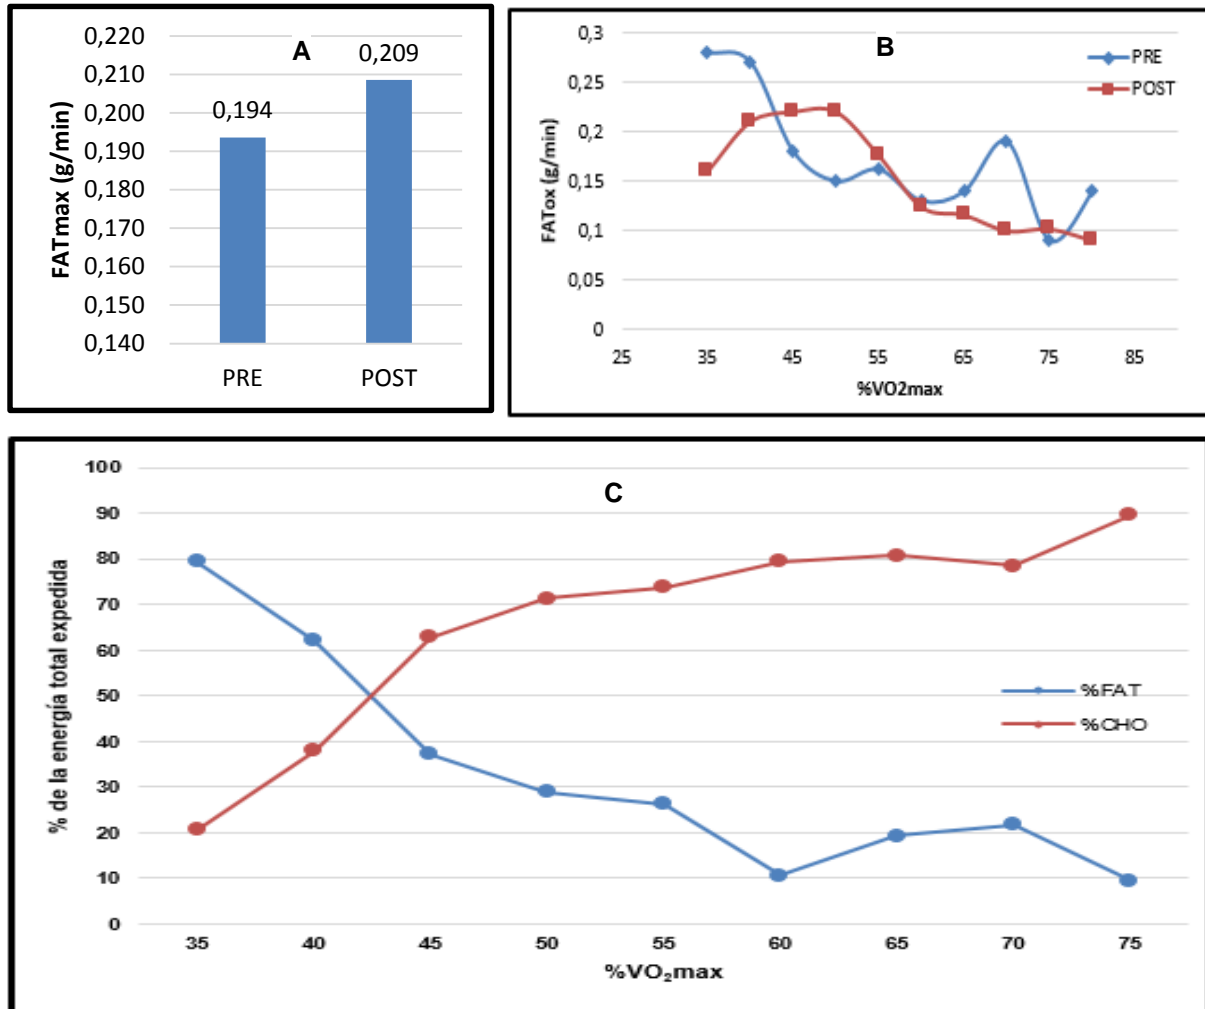 A
0,220
0,210
0,200
0,190
0,180
0,170
0,160
0,150
0,140
FATmax (g/min)
0,194
0,209
PRE
POST
B
0,3
0,25
0,2
0,15
0,1
0,05
0
FATox (g/min)
PRE
POST
25 35 45 55 65 75 85
%VO2max
C
100
90
80
70
60
50
40
30
20
10
0
% de la energía total expedida
%FAT
%CHO
35 40 45 50 55 60 65 70 75
%VO₂max